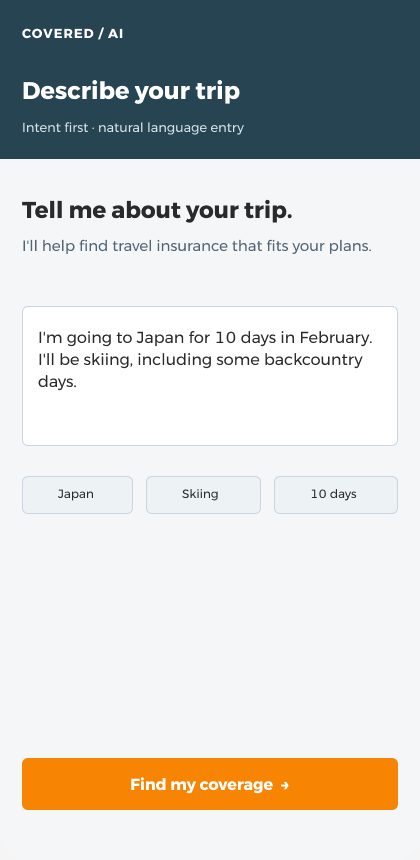 COVERED / AI
Describe your trip
Intent first · natural language entry
Tell me about your trip.
I'll help find travel insurance that fits your plans.
I'm going to Japan for 10 days in February.
I'll be skiing, including some backcountry
days.
Japan
Skiing
10 days
Find my coverage →